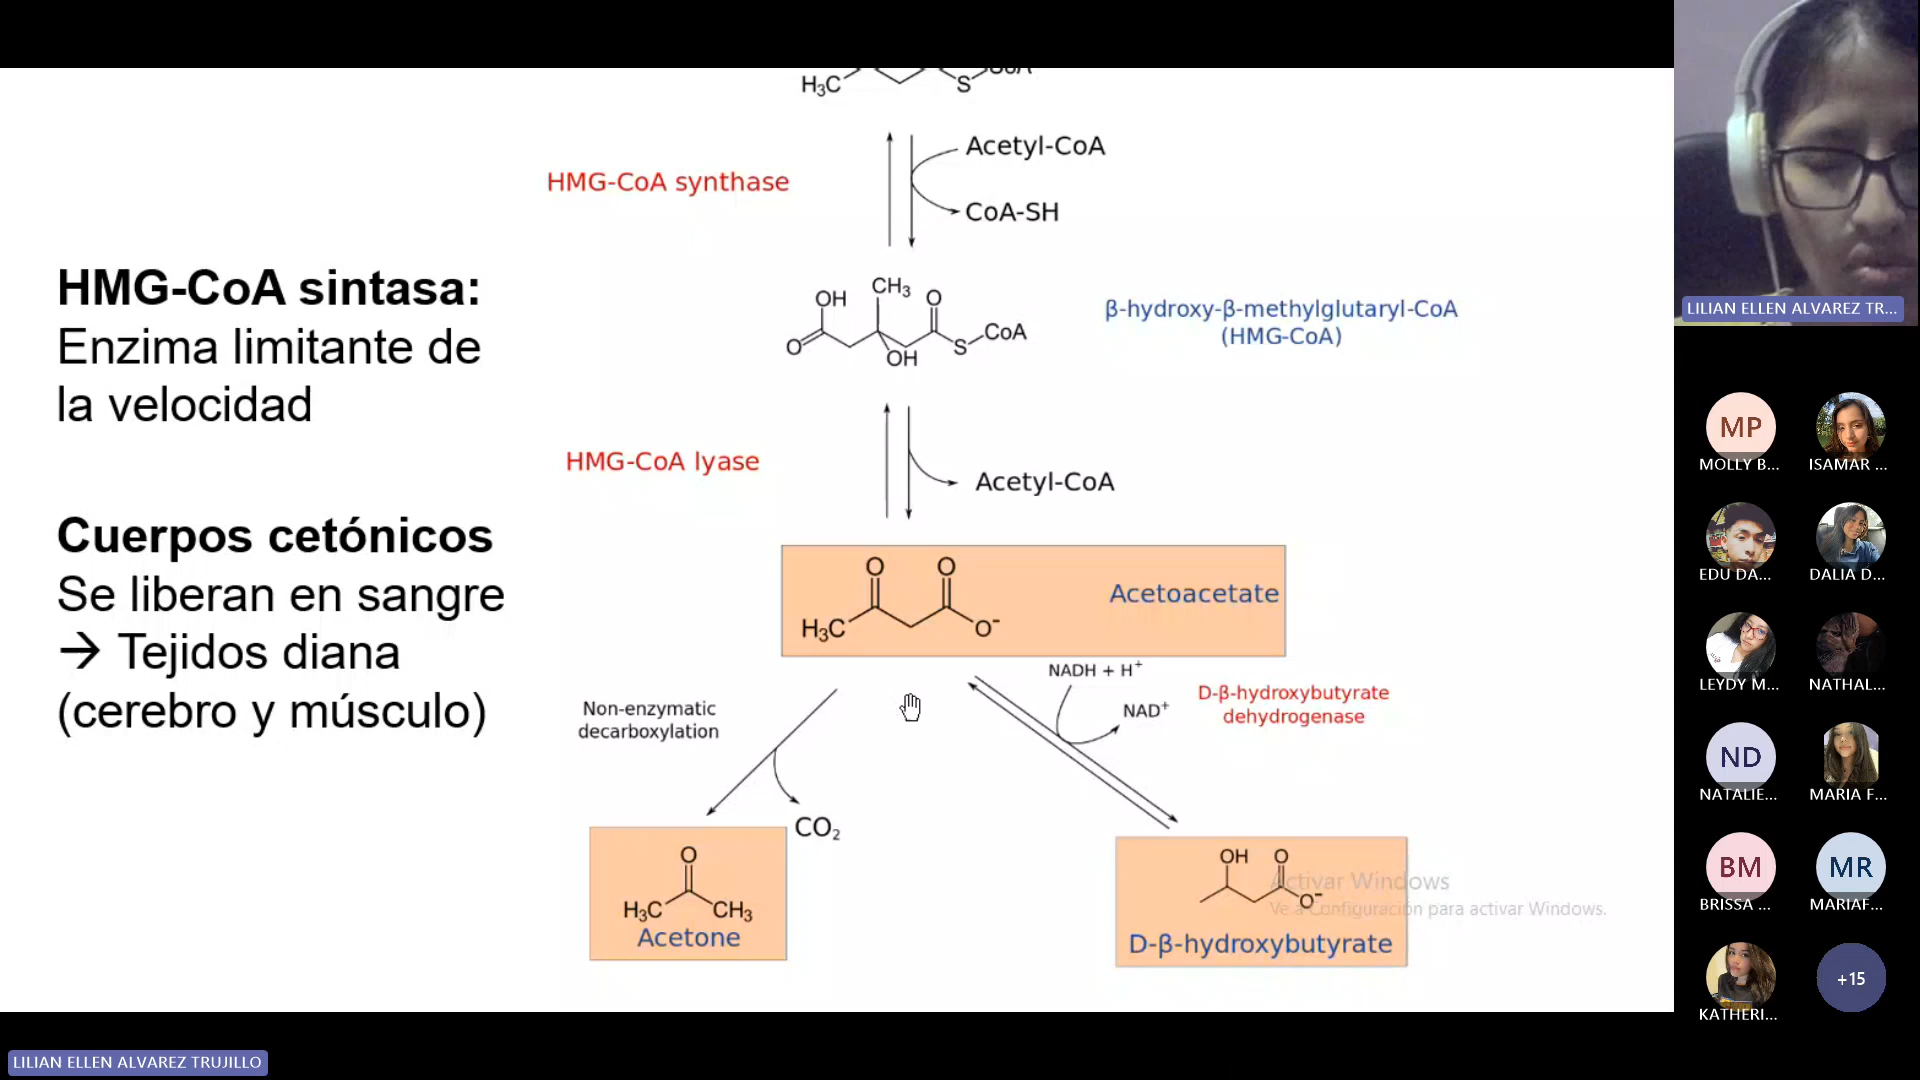 HMG-CoA sintasa:
Enzima limitante de
la velocidad
Cuerpos cetónicos
Se liberan en sangre
→ Tejidos diana
(cerebro y músculo)
H₃C
S
CoA
HMG-CoA synthase
Acetyl-CoA
CoA-SH
OH
CH₃
O
O
S
CoA
OH
β-hydroxy-β-methylglutaryl-CoA
(HMG-CoA)
HMG-CoA lyase
Acetyl-CoA
O
O
H₃C
O⁻
Acetoacetate
Non-enzymatic
decarboxylation
CO₂
NADH + H⁺
NAD⁺
D-β-hydroxybutyrate
dehydrogenase
O
H₃C
CH₃
Acetone
OH
O
O⁻
D-β-hydroxybutyrate
Activar Windows
Ve a Configuración para activar Windows.
LILIAN ELLEN ALVAREZ TR...
MP
MOLLY B...
ISAMAR ...
EDU DA...
DALIA D...
LEYDY M...
NATHAL...
ND
NATALIE...
MARIA F...
BM
BRISSA ...
MR
MARIAF...
KATHERI...
+15
LILIAN ELLEN ALVAREZ TRUJILLO